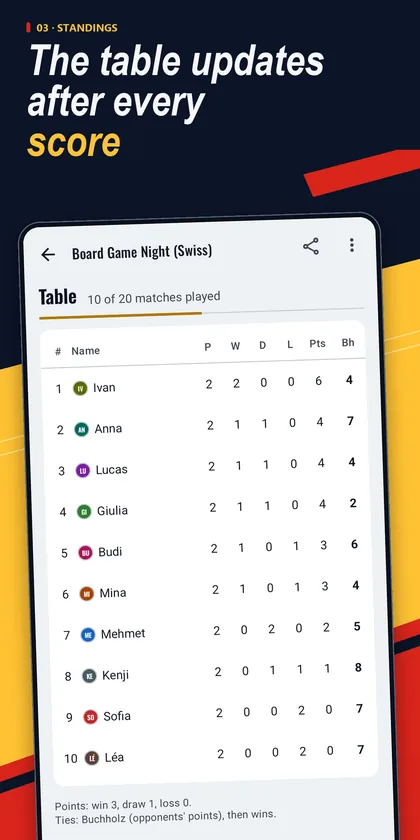 03 · STANDINGS
The table updates
after every
score
Board Game Night (Swiss)
Table 10 of 20 matches played
# Name P W D L Pts Bh
1 IV Ivan 2 2 0 0 6 4
2 AN Anna 2 1 1 0 4 7
3 LU Lucas 2 1 1 0 4 4
4 GI Giulia 2 1 1 0 4 2
5 BU Budi 2 1 0 1 3 6
6 MI Mina 2 1 0 1 3 4
7 ME Mehmet 2 0 2 0 2 5
8 KE Kenji 2 0 1 1 1 8
9 SO Sofia 2 0 0 2 0 7
10 LÉ Léa 2 0 0 2 0 7
Points: win 3, draw 1, loss 0.
Ties: Buchholz (opponents' points), then wins.